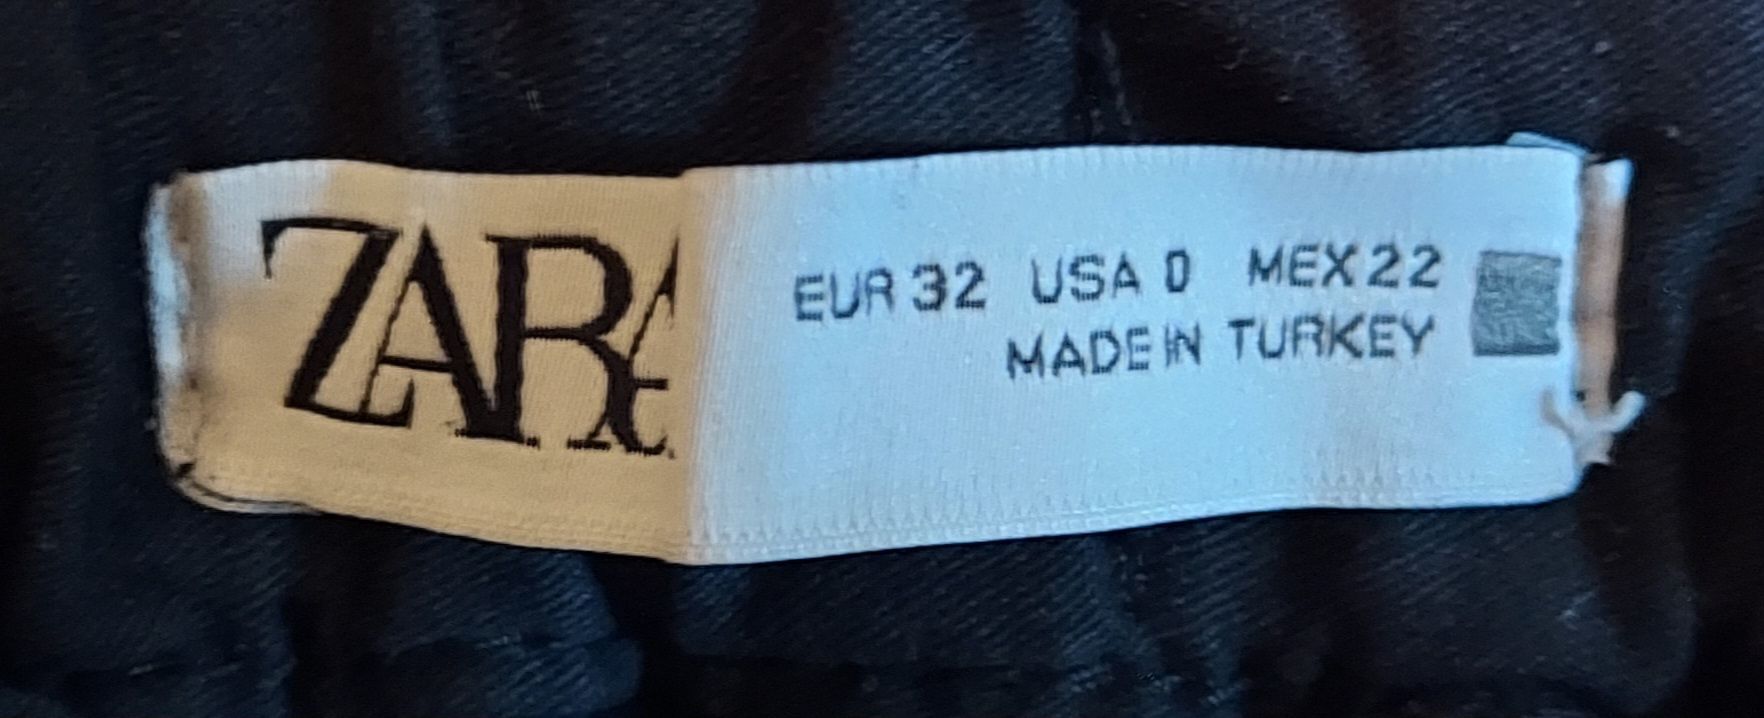 ZARA
EUR 32 USA 0 MEX 22
MADE IN TURKEY